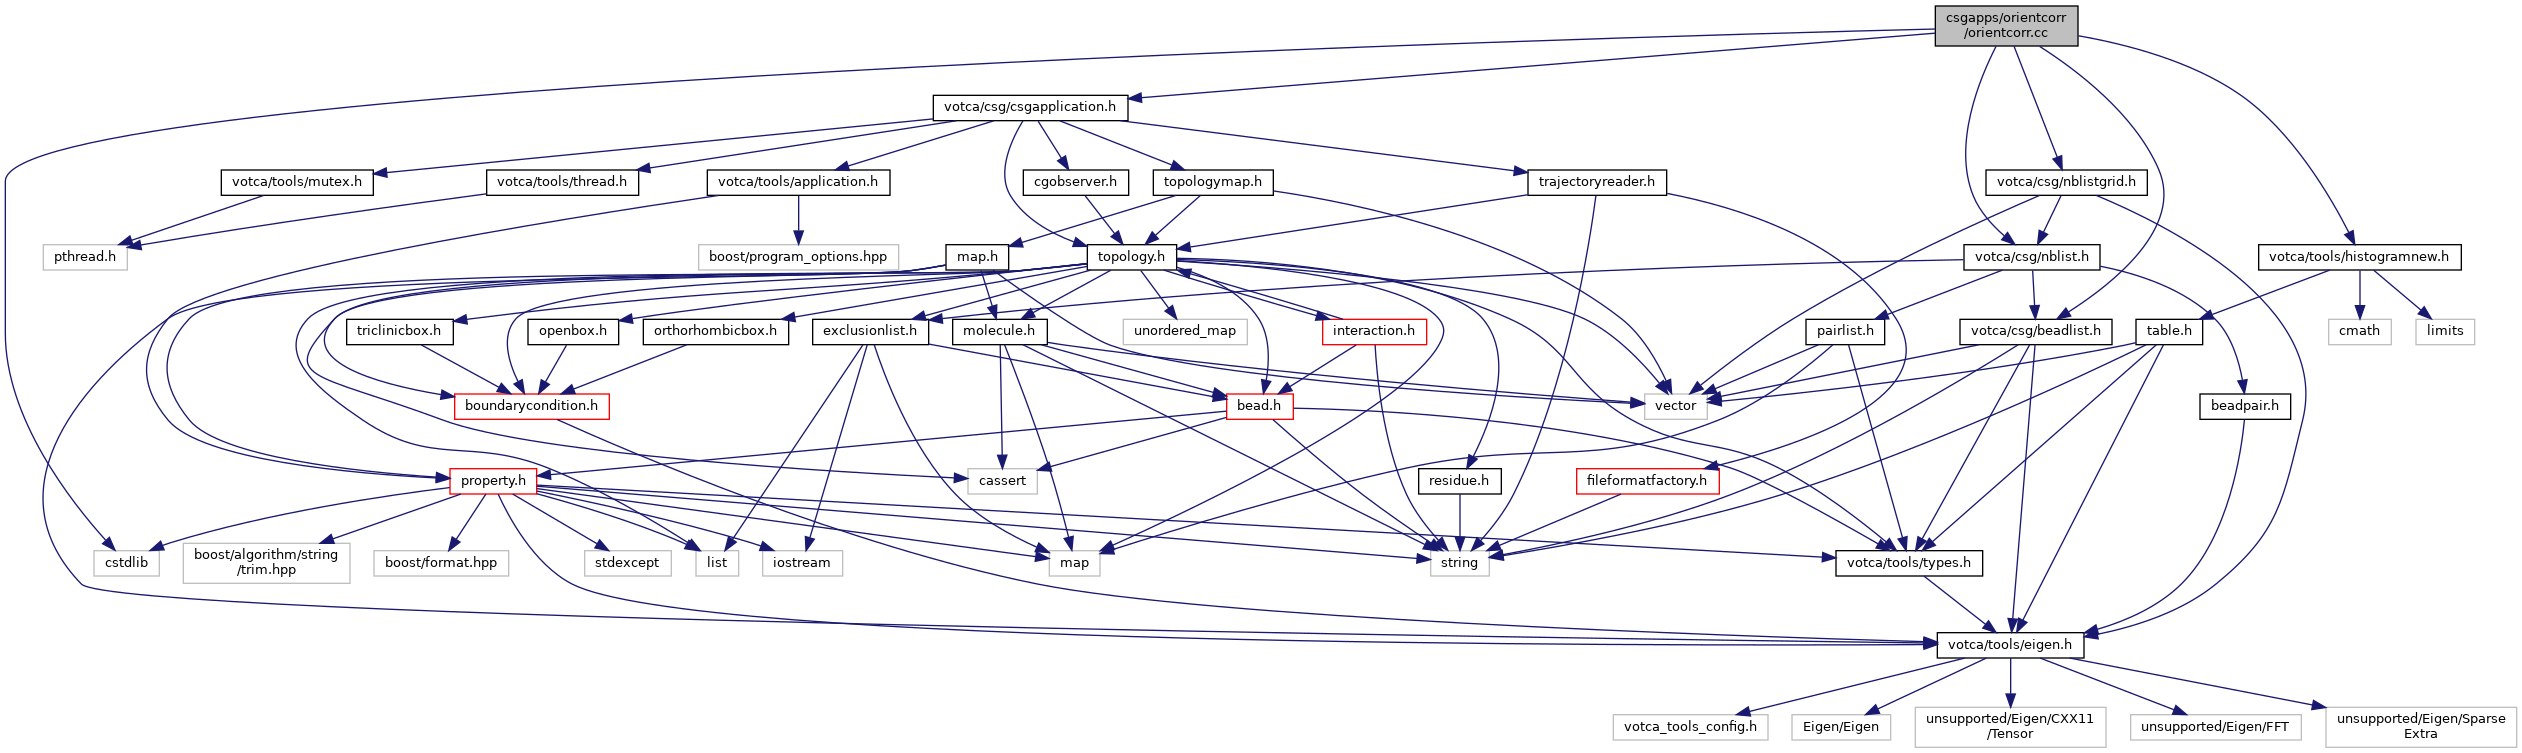 csgapps/orientcorr
/orientcorr.cc
votca/csg/csgapplication.h
votca/tools/mutex.h
votca/tools/thread.h
votca/tools/application.h
cgobserver.h
topologymap.h
trajectoryreader.h
votca/csg/nblistgrid.h
pthread.h
boost/program_options.hpp
map.h
topology.h
votca/csg/nblist.h
votca/tools/histogramnew.h
triclinicbox.h
openbox.h
orthorhombicbox.h
exclusionlist.h
molecule.h
unordered_map
interaction.h
pairlist.h
votca/csg/beadlist.h
table.h
cmath
limits
boundarycondition.h
bead.h
vector
beadpair.h
property.h
cassert
residue.h
fileformatfactory.h
cstdlib
boost/algorithm/string
/trim.hpp
boost/format.hpp
stdexcept
list
iostream
map
string
votca/tools/types.h
votca/tools/eigen.h
votca_tools_config.h
Eigen/Eigen
unsupported/Eigen/CXX11
/Tensor
unsupported/Eigen/FFT
unsupported/Eigen/Sparse
Extra